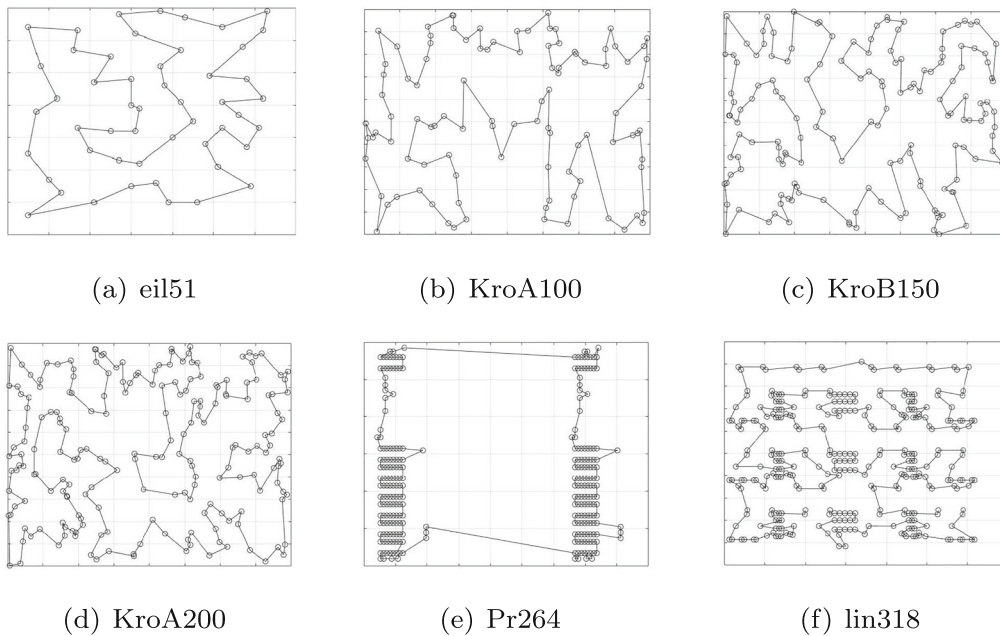 (a) eil51
(b) KroA100
(c) KroB150
(d) KroA200
(e) Pr264
(f) lin318